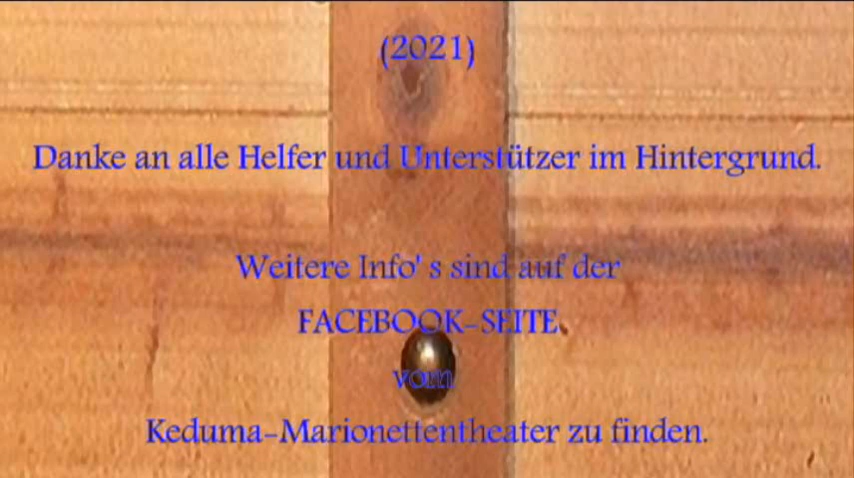 (2021)
Danke an alle Helfer und Unterstützer im Hintergrund.
Weitere Info's sind auf der
FACEBOOK-SEITE
vom
Keduma-Marionettentheater zu finden.